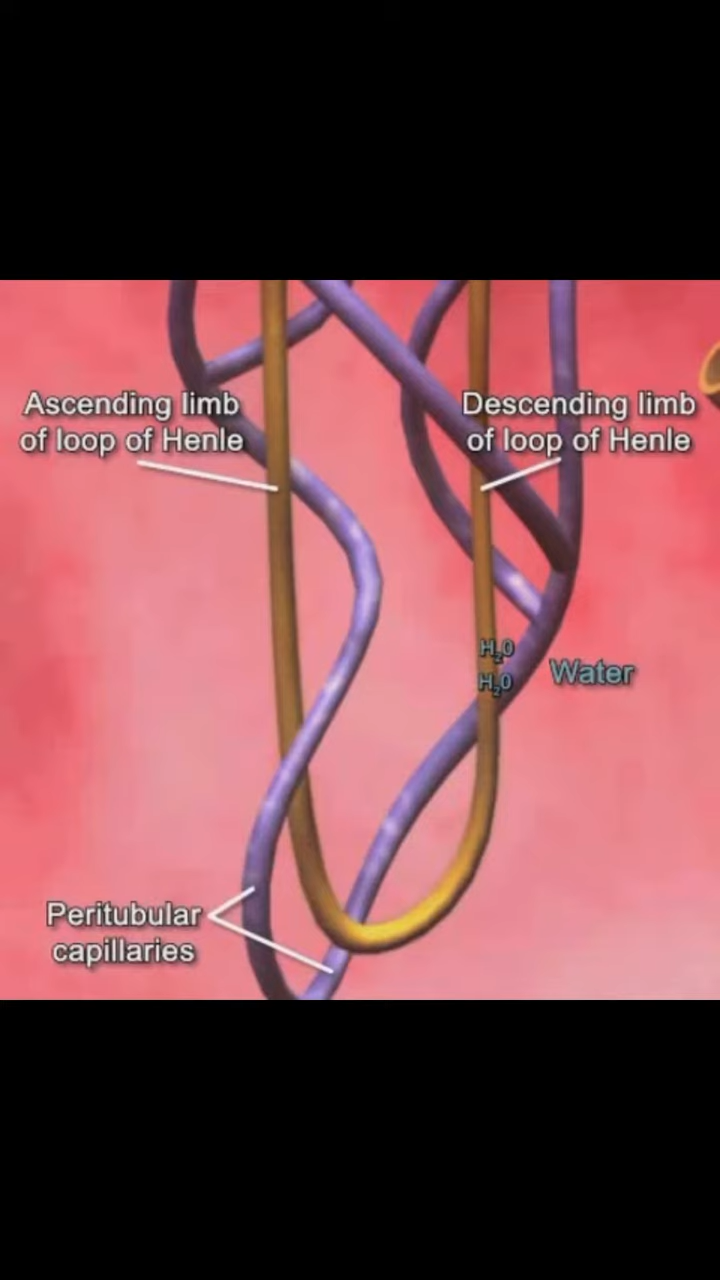 Ascending limb
of loop of Henle
Descending limb
of loop of Henle
H₂O
H₂O
Water
Peritubular
capillaries